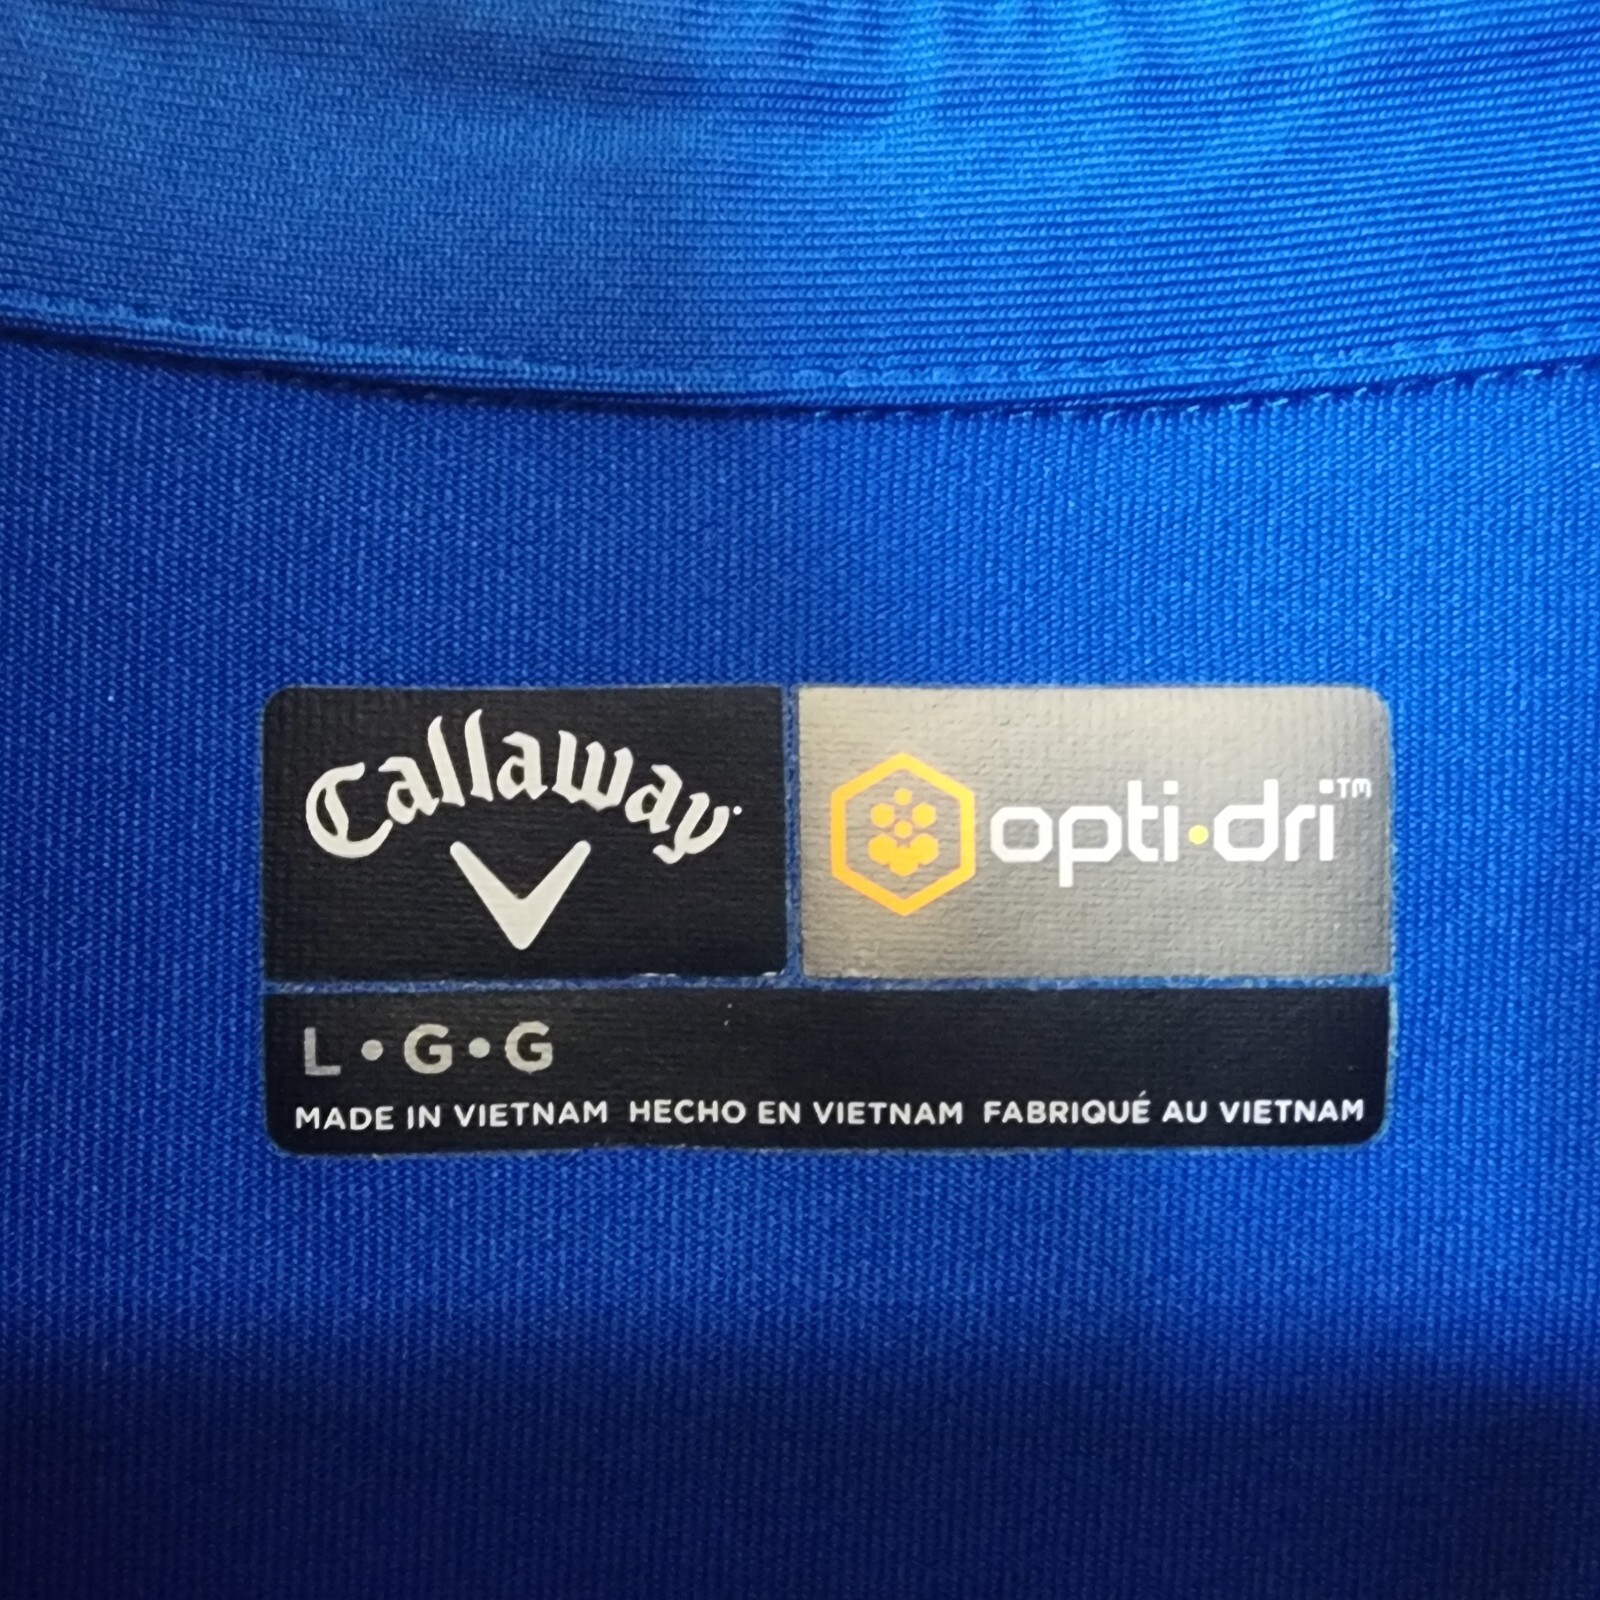 Callaway
opti·dri™
L•G•G
MADE IN VIETNAM HECHO EN VIETNAM FABRIQUÉ AU VIETNAM